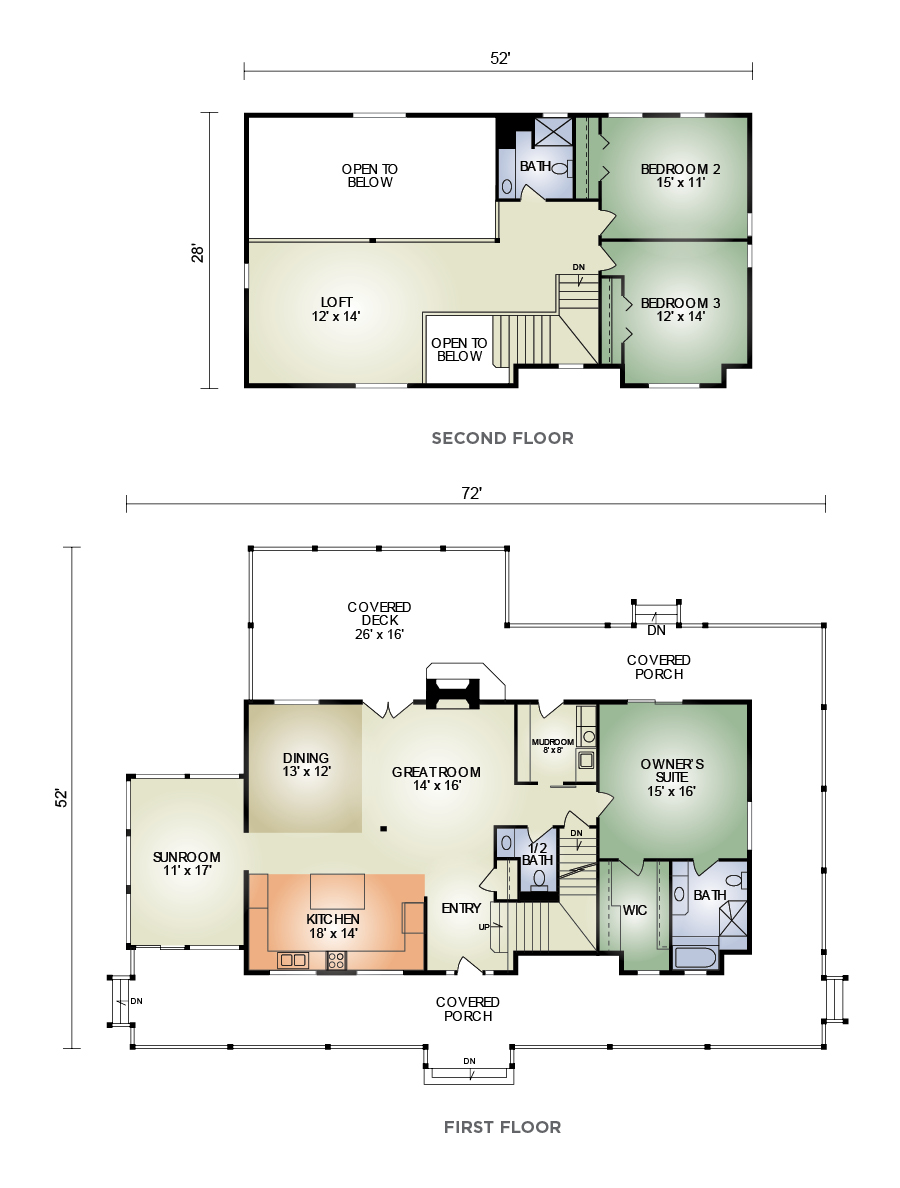 52'
28'
OPEN TO
BELOW
BATH
BEDROOM 2
15' x 11'
DN
LOFT
12' x 14'
BEDROOM 3
12' x 14'
OPEN TO
BELOW
SECOND FLOOR
72'
52'
COVERED
DECK
26' x 16'
DN
COVERED
PORCH
MUDROOM
8' x 8'
DINING
13' x 12'
GREAT ROOM
14' x 16'
OWNER'S
SUITE
15' x 16'
DN
1/2
BATH
SUNROOM
11' x 17'
BATH
ENTRY
WIC
KITCHEN
18' x 14'
UP
DN
COVERED
PORCH
DN
FIRST FLOOR